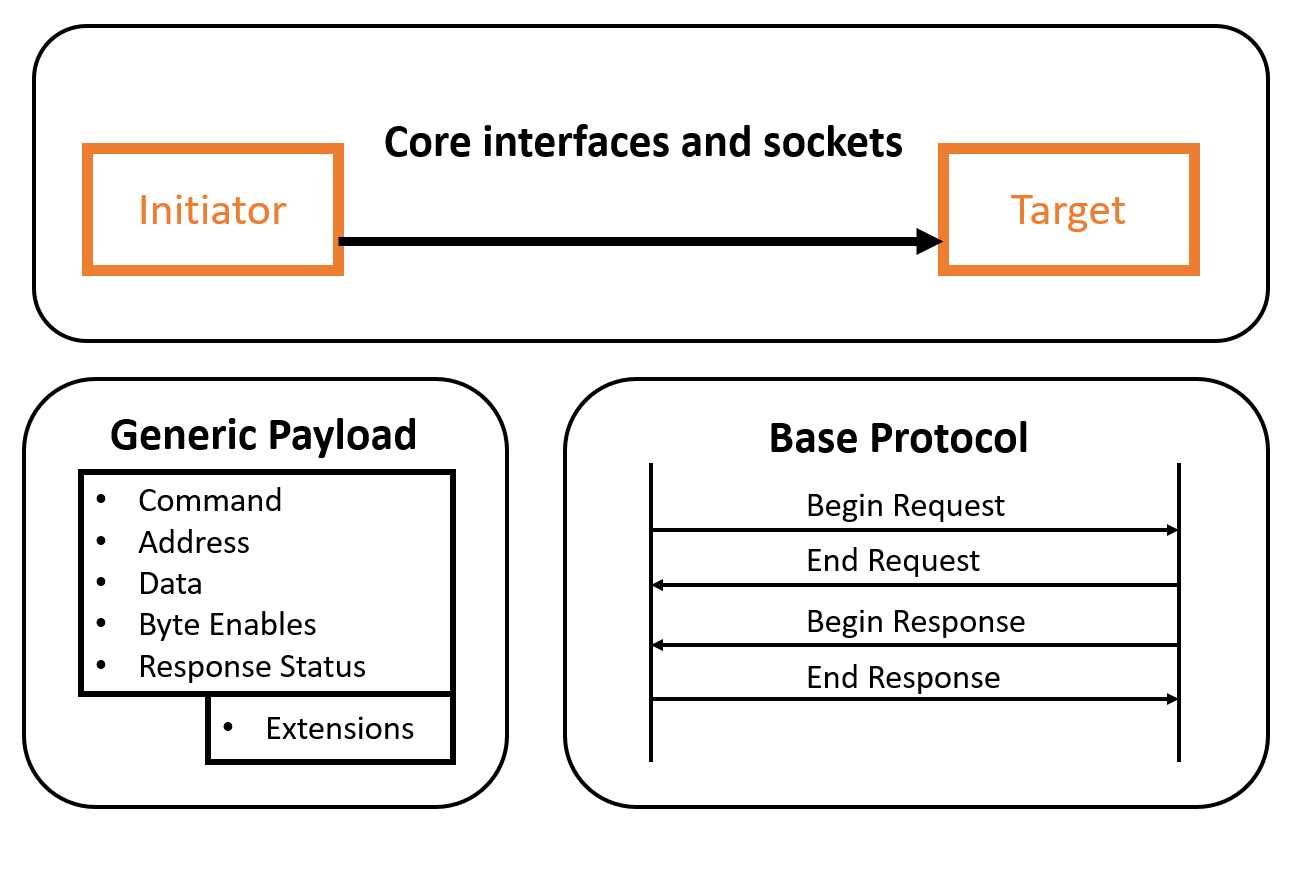 Core interfaces and sockets
Initiator
Target
Generic Payload
• Command
• Address
• Data
• Byte Enables
• Response Status
• Extensions
Base Protocol
Begin Request
End Request
Begin Response
End Response